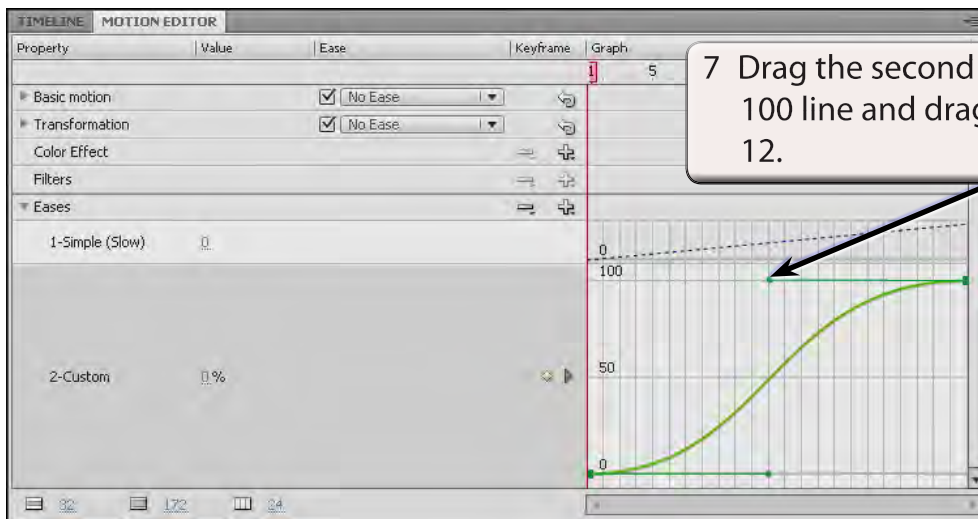 TIMELINE MOTION EDITOR
Property Value Ease Keyframe Graph
1 5
7 Drag the second
100 line and drag
12.
Basic motion No Ease
Transformation No Ease
Color Effect
Filters
Eases
1-Simple (Slow) 0
0
100
2-Custom 0 %
50
0
32 172 24